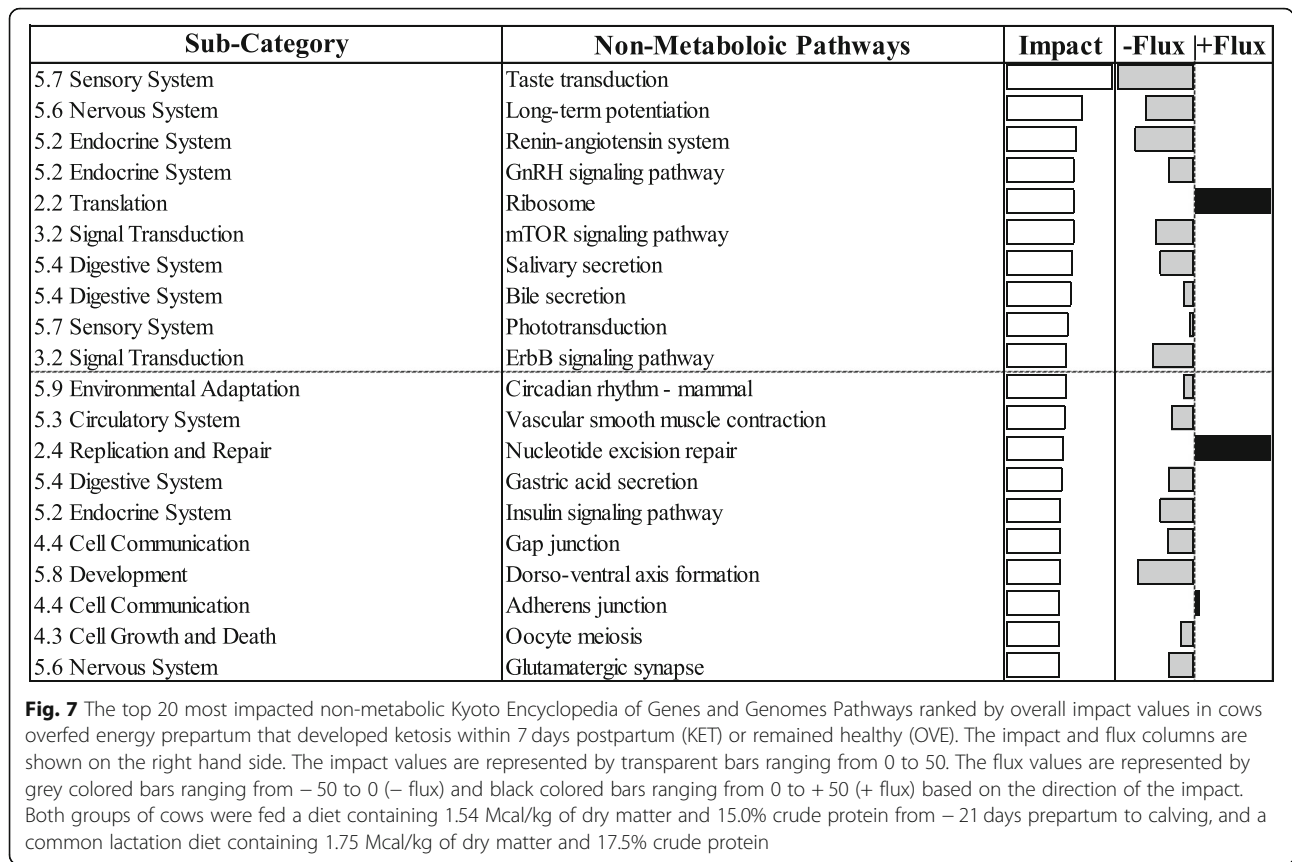 Sub-Category Non-Metaboloic Pathways Impact -Flux +Flux
5.7 Sensory System Taste transduction
5.6 Nervous System Long-term potentiation
5.2 Endocrine System Renin-angiotensin system
5.2 Endocrine System GnRH signaling pathway
2.2 Translation Ribosome
3.2 Signal Transduction mTOR signaling pathway
5.4 Digestive System Salivary secretion
5.4 Digestive System Bile secretion
5.7 Sensory System Phototransduction
3.2 Signal Transduction ErbB signaling pathway
5.9 Environmental Adaptation Circadian rhythm - mammal
5.3 Circulatory System Vascular smooth muscle contraction
2.4 Replication and Repair Nucleotide excision repair
5.4 Digestive System Gastric acid secretion
5.2 Endocrine System Insulin signaling pathway
4.4 Cell Communication Gap junction
5.8 Development Dorso-ventral axis formation
4.4 Cell Communication Adherens junction
4.3 Cell Growth and Death Oocyte meiosis
5.6 Nervous System Glutamatergic synapse
Fig. 7 The top 20 most impacted non-metabolic Kyoto Encyclopedia of Genes and Genomes Pathways ranked by overall impact values in cows
overfed energy prepartum that developed ketosis within 7 days postpartum (KET) or remained healthy (OVE). The impact and flux columns are
shown on the right hand side. The impact values are represented by transparent bars ranging from 0 to 50. The flux values are represented by
grey colored bars ranging from − 50 to 0 (− flux) and black colored bars ranging from 0 to + 50 (+ flux) based on the direction of the impact.
Both groups of cows were fed a diet containing 1.54 Mcal/kg of dry matter and 15.0% crude protein from − 21 days prepartum to calving, and a
common lactation diet containing 1.75 Mcal/kg of dry matter and 17.5% crude protein